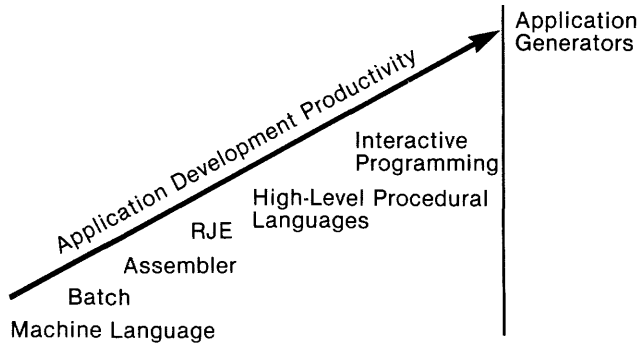 Application
Generators
Application Development Productivity
Interactive
Programming
High-Level Procedural
Languages
RJE
Assembler
Batch
Machine Language